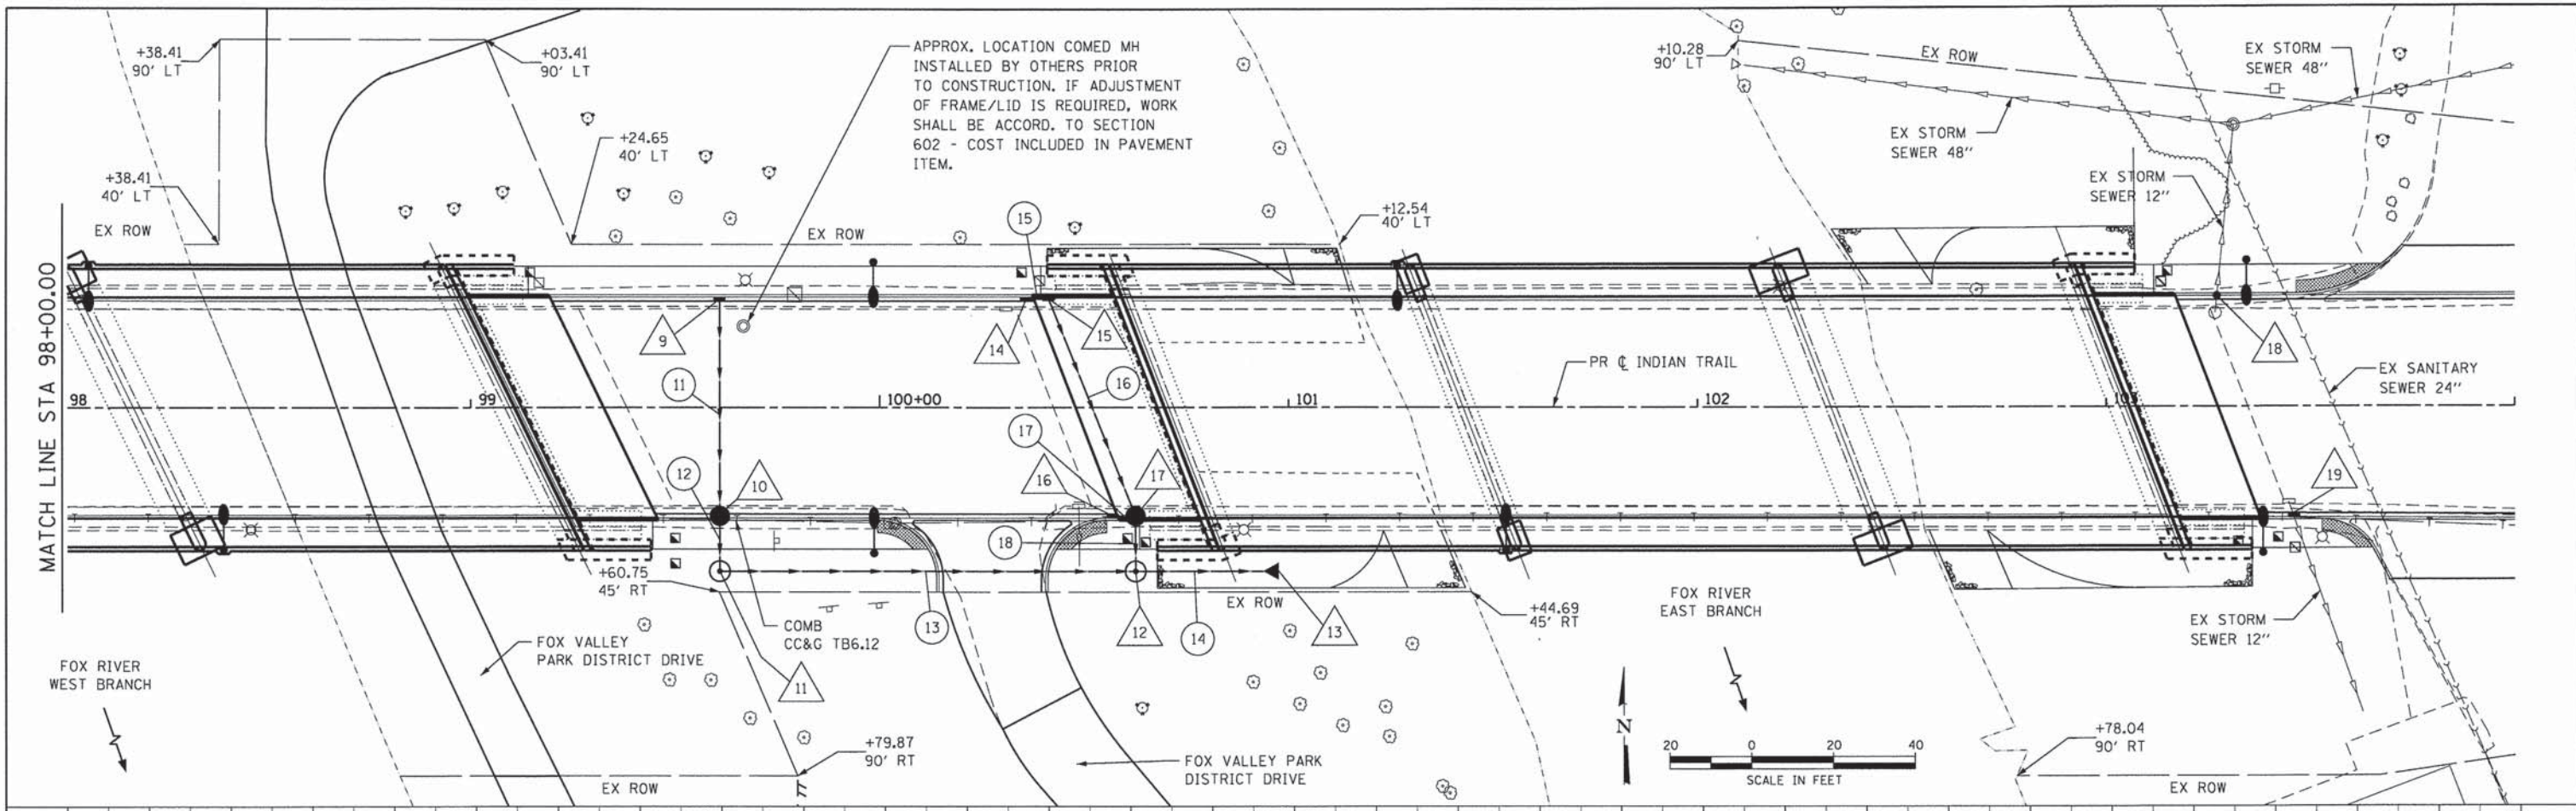 +38.41
90' LT
+03.41
90' LT
APPROX. LOCATION COMED MH
INSTALLED BY OTHERS PRIOR
TO CONSTRUCTION. IF ADJUSTMENT
OF FRAME/LID IS REQUIRED, WORK
SHALL BE ACCORD. TO SECTION
602 - COST INCLUDED IN PAVEMENT
ITEM.
+10.28
90' LT
EX ROW
EX STORM
SEWER 48"
EX STORM
SEWER 48"
+24.65
40' LT
+38.41
40' LT
EX STORM
SEWER 12"
EX ROW
EX ROW
15
+12.54
40' LT
MATCH LINE STA 98+00.00
9
14
15
18
11
16
PR ℄ INDIAN TRAIL
EX SANITARY
SEWER 24"
98
99
100+00
101
102
103
17
12
10
16
17
19
18
+60.75
45' RT
COMB
CC&G TB6.12
13
12
14
13
EX ROW
+44.69
45' RT
FOX RIVER
EAST BRANCH
EX STORM
SEWER 12"
FOX RIVER
WEST BRANCH
FOX VALLEY
PARK DISTRICT DRIVE
11
N
+79.87
90' RT
FOX VALLEY PARK
DISTRICT DRIVE
20 0 20 40
SCALE IN FEET
+78.04
90' RT
EX ROW
EX ROW